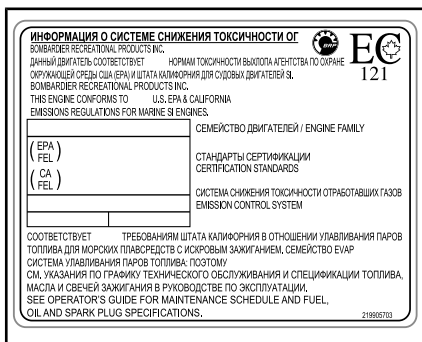 ИНФОРМАЦИЯ О СИСТЕМЕ СНИЖЕНИЯ ТОКСИЧНОСТИ ОГ
BRP
EC
121
BOMBARDIER RECREATIONAL PRODUCTS INC.
ДАННЫЙ ДВИГАТЕЛЬ СООТВЕТСТВУЕТ НОРМАМ ТОКСИЧНОСТИ ВЫХЛОПА АГЕНТСТВА ПО ОХРАНЕ
ОКРУЖАЮЩЕЙ СРЕДЫ США (EPA) И ШТАТА КАЛИФОРНИЯ ДЛЯ СУДОВЫХ ДВИГАТЕЛЕЙ SI.
BOMBARDIER RECREATIONAL PRODUCTS INC.
THIS ENGINE CONFORMS TO U.S. EPA & CALIFORNIA
EMISSIONS REGULATIONS FOR MARINE SI ENGINES.
СЕМЕЙСТВО ДВИГАТЕЛЕЙ / ENGINE FAMILY
(EPA FEL)
(CA FEL)
СТАНДАРТЫ СЕРТИФИКАЦИИ
CERTIFICATION STANDARDS
СИСТЕМА СНИЖЕНИЯ ТОКСИЧНОСТИ ОТРАБОТАВШИХ ГАЗОВ
EMISSION CONTROL SYSTEM
СООТВЕТСТВУЕТ ТРЕБОВАНИЯМ ШТАТА КАЛИФОРНИЯ В ОТНОШЕНИИ УЛАВЛИВАНИЯ ПАРОВ
ТОПЛИВА ДЛЯ МОРСКИХ ПЛАВСРЕДСТВ С ИСКРОВЫМ ЗАЖИГАНИЕМ, СЕМЕЙСТВО EVAP
СИСТЕМА УЛАВЛИВАНИЯ ПАРОВ ТОПЛИВА: ПОЭТОМУ
СМ. УКАЗАНИЯ ПО ГРАФИКУ ТЕХНИЧЕСКОГО ОБСЛУЖИВАНИЯ И СПЕЦИФИКАЦИИ ТОПЛИВА,
МАСЛА И СВЕЧЕЙ ЗАЖИГАНИЯ В РУКОВОДСТВЕ ПО ЭКСПЛУАТАЦИИ.
SEE OPERATOR'S GUIDE FOR MAINTENANCE SCHEDULE AND FUEL,
OIL AND SPARK PLUG SPECIFICATIONS.
219905703